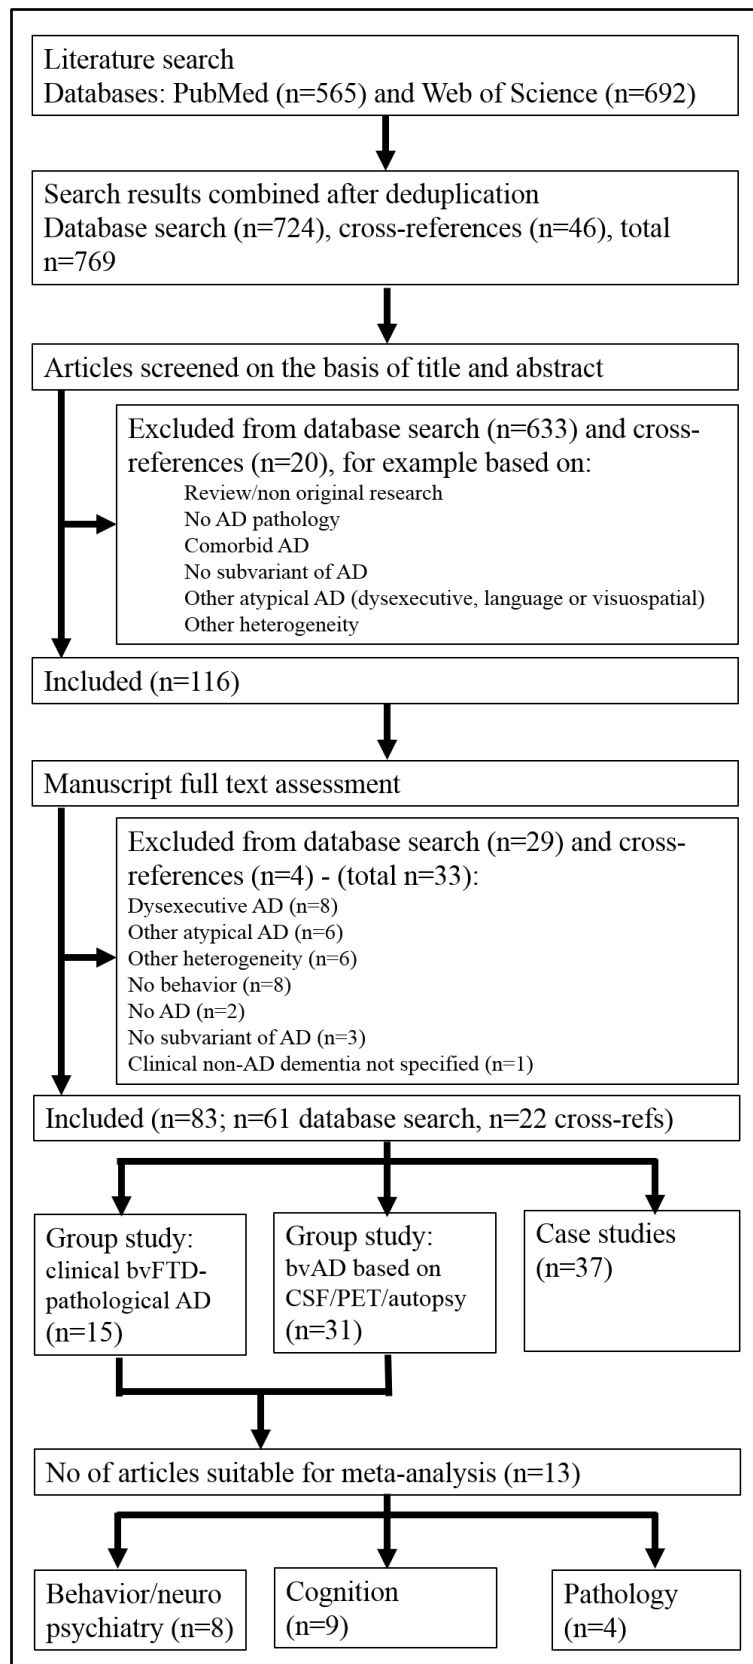 Literature search
Databases: PubMed (n=565) and Web of Science (n=692)
Search results combined after deduplication
Database search (n=724), cross-references (n=46), total
n=769
Articles screened on the basis of title and abstract
Excluded from database search (n=633) and cross-
references (n=20), for example based on:
Review/non original research
No AD pathology
Comorbid AD
No subvariant of AD
Other atypical AD (dysexecutive, language or visuospatial)
Other heterogeneity
Included (n=116)
Manuscript full text assessment
Excluded from database search (n=29) and cross-
references (n=4) - (total n=33):
Dysexecutive AD (n=8)
Other atypical AD (n=6)
Other heterogeneity (n=6)
No behavior (n=8)
No AD (n=2)
No subvariant of AD (n=3)
Clinical non-AD dementia not specified (n=1)
Included (n=83; n=61 database search, n=22 cross-refs)
Group study:
clinical bvFTD-
pathological AD
(n=15)
Group study:
bvAD based on
CSF/PET/autopsy
(n=31)
Case studies
(n=37)
No of articles suitable for meta-analysis (n=13)
Behavior/neuro
psychiatry (n=8)
Cognition
(n=9)
Pathology
(n=4)